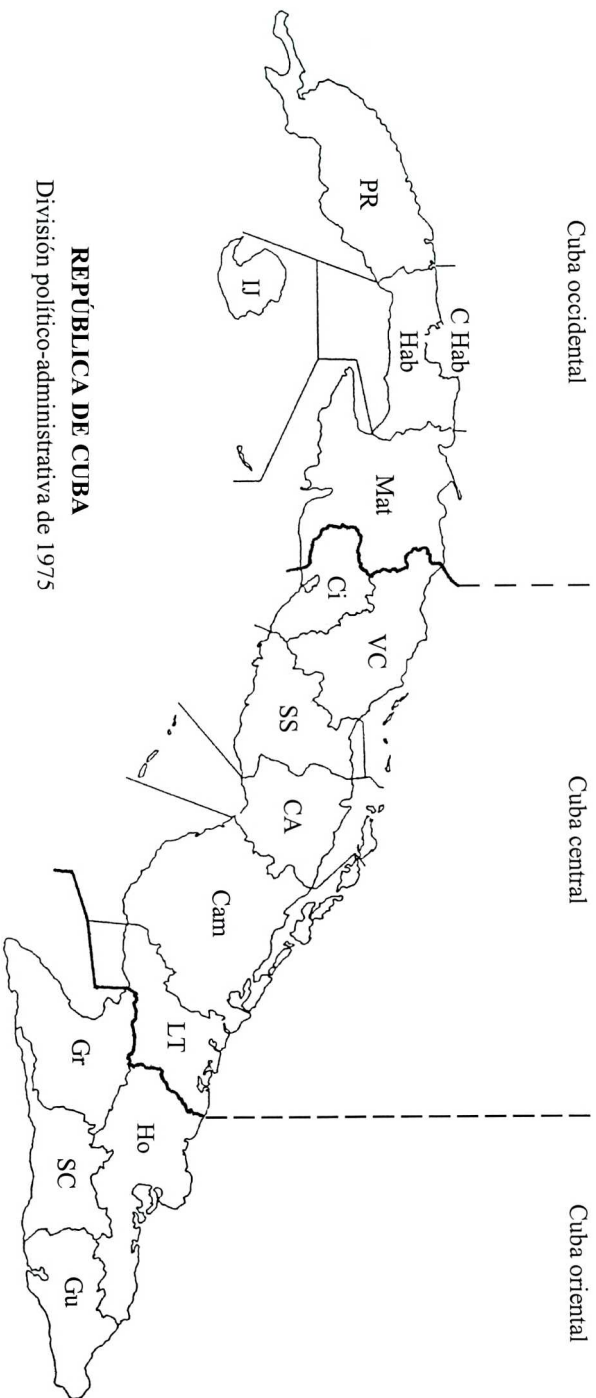 Cuba occidental
Cuba central
Cuba oriental
PR
C Hab
Hab
IJ
Mat
Ci
VC
SS
CA
Cam
LT
Gr
Ho
SC
Gu
REPÚBLICA DE CUBA
División político-administrativa de 1975